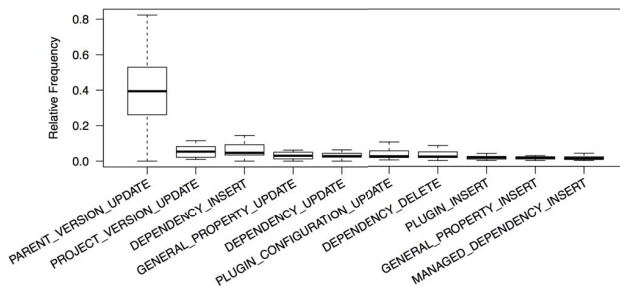 Relative Frequency
0.8
0.6
0.4
0.2
0.0
PARENT_VERSION_UPDATE
PROJECT_VERSION_UPDATE
DEPENDENCY_INSERT
GENERAL_PROPERTY_UPDATE
DEPENDENCY_UPDATE
PLUGIN_CONFIGURATION_UPDATE
DEPENDENCY_DELETE
PLUGIN_INSERT
GENERAL_PROPERTY_INSERT
MANAGED_DEPENDENCY_INSERT